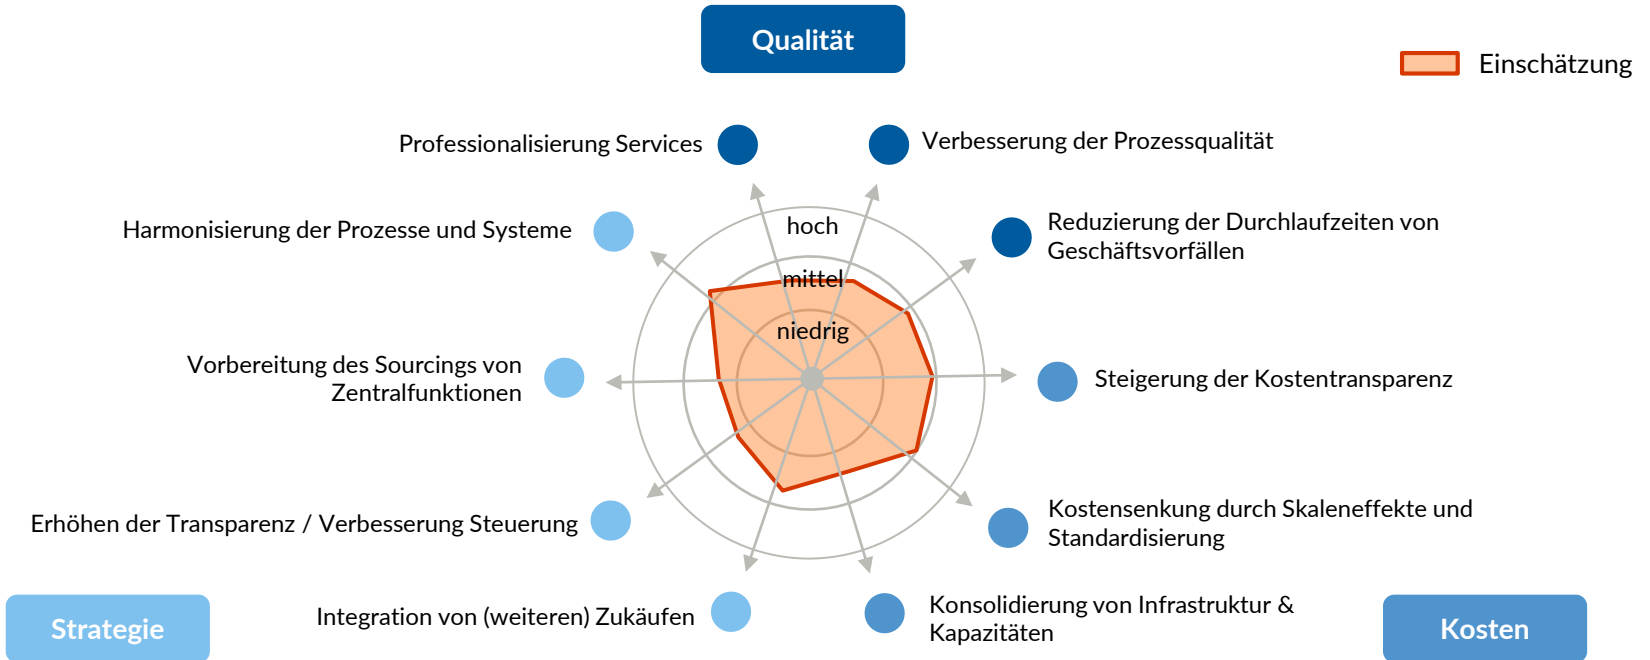 Qualität
Einschätzung
Professionalisierung Services
Verbesserung der Prozessqualität
Harmonisierung der Prozesse und Systeme
hoch
Reduzierung der Durchlaufzeiten von
Geschäftsvorfällen
mittel
niedrig
Vorbereitung des Sourcings von
Zentralfunktionen
Steigerung der Kostentransparenz
Erhöhen der Transparenz / Verbesserung Steuerung
Kostensenkung durch Skaleneffekte und
Standardisierung
Integration von (weiteren) Zukäufen
Konsolidierung von Infrastruktur &
Kapazitäten
Strategie
Kosten